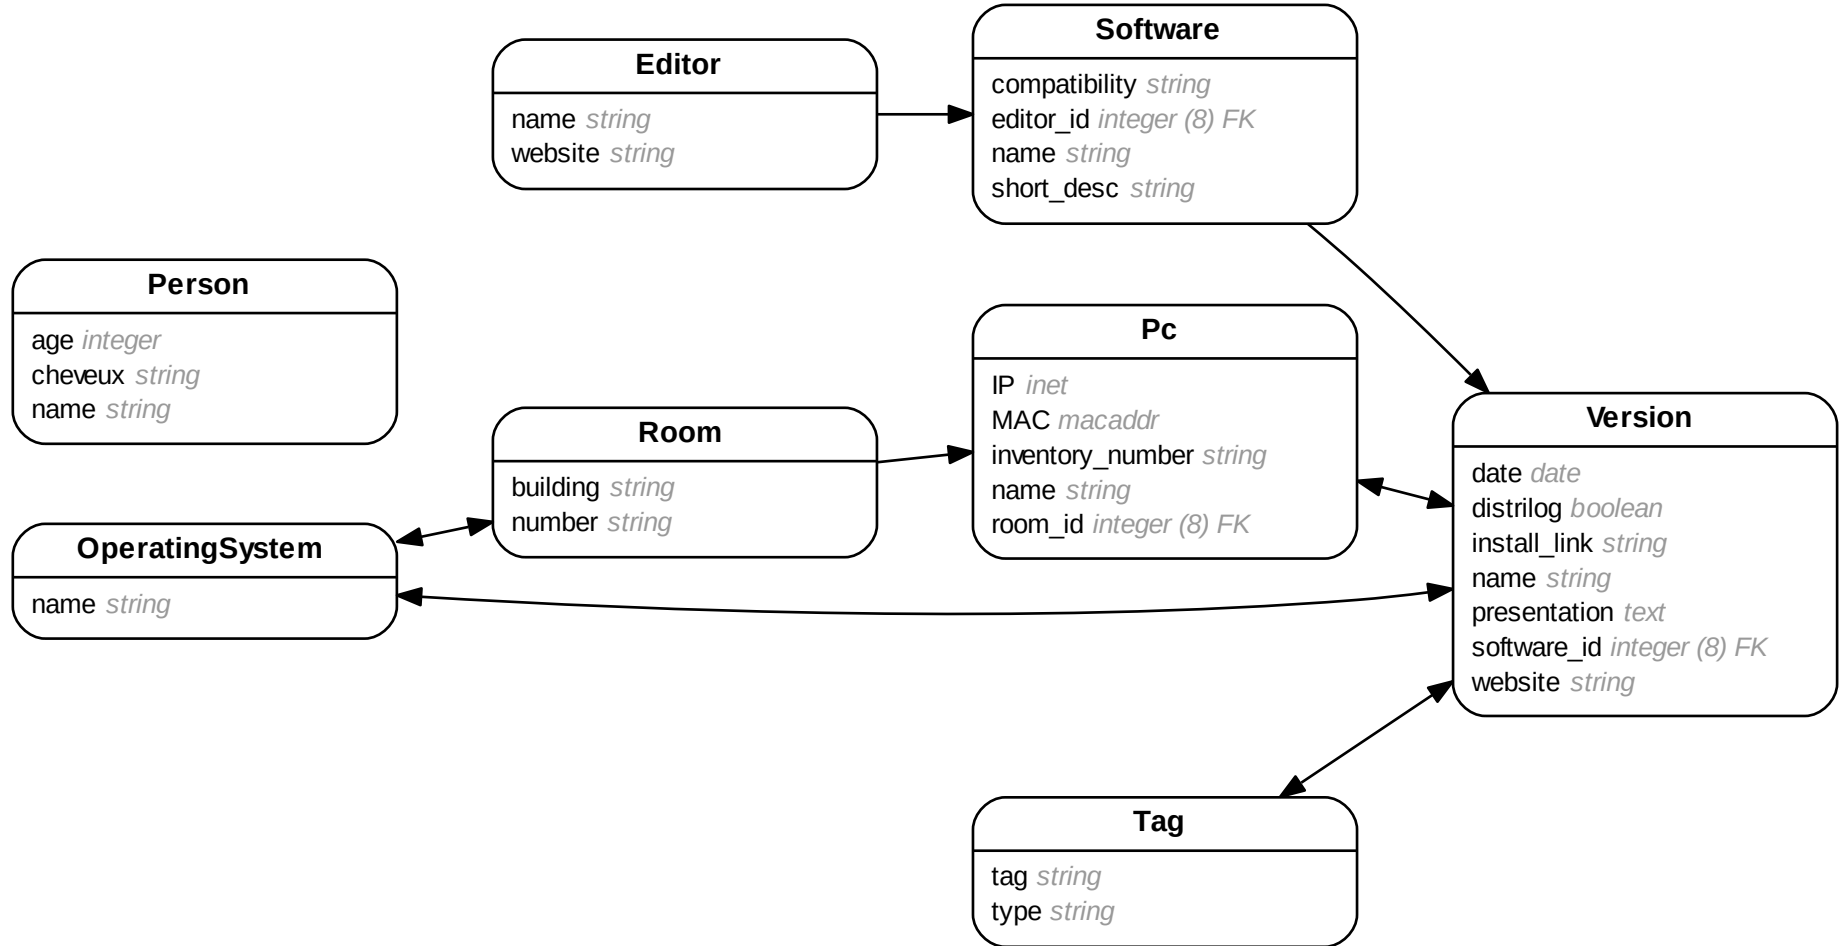 Editor
name string
website string
Software
compatibility string
editor_id integer (8) FK
name string
short_desc string
Person
age integer
cheveux string
name string
Pc
IP inet
MAC macaddr
inventory_number string
name string
room_id integer (8) FK
Room
building string
number string
Version
date date
distrilog boolean
install_link string
name string
presentation text
software_id integer (8) FK
website string
OperatingSystem
name string
Tag
tag string
type string